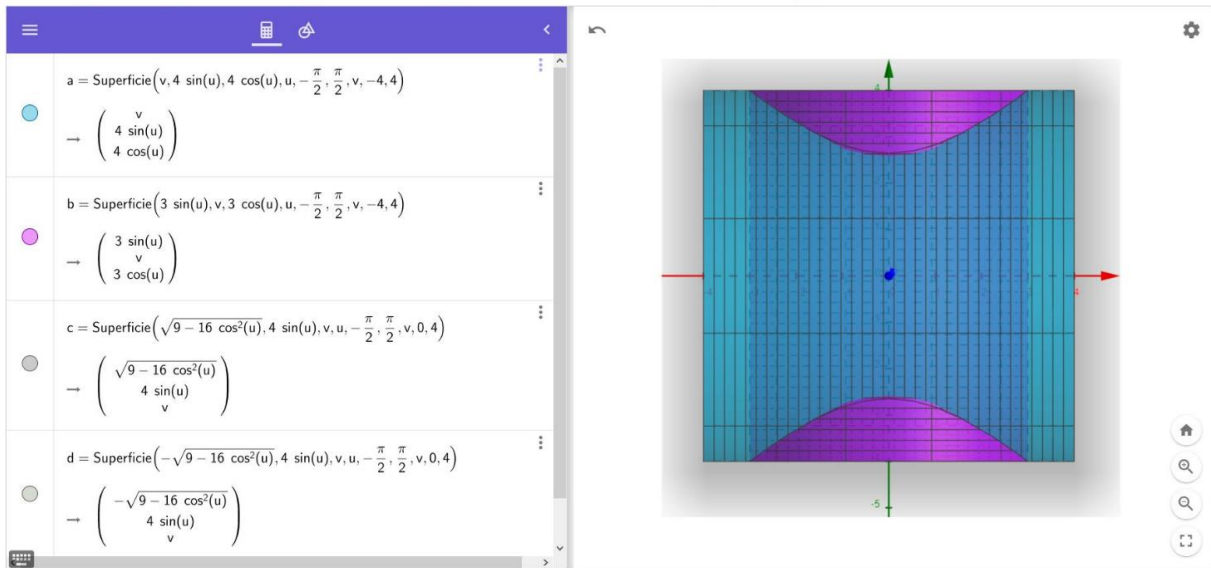 a = Superficie(v, 4 sin(u), 4 cos(u), u, −π/2, π/2, v, −4, 4)
→ (v
4 sin(u)
4 cos(u))
b = Superficie(3 sin(u), v, 3 cos(u), u, −π/2, π/2, v, −4, 4)
→ (3 sin(u)
v
3 cos(u))
c = Superficie(√(9 − 16 cos²(u)), 4 sin(u), v, u, −π/2, π/2, v, 0, 4)
→ (√(9 − 16 cos²(u))
4 sin(u)
v)
d = Superficie(−√(9 − 16 cos²(u)), 4 sin(u), v, u, −π/2, π/2, v, 0, 4)
→ (−√(9 − 16 cos²(u))
4 sin(u)
v)
4
-4
4
-5